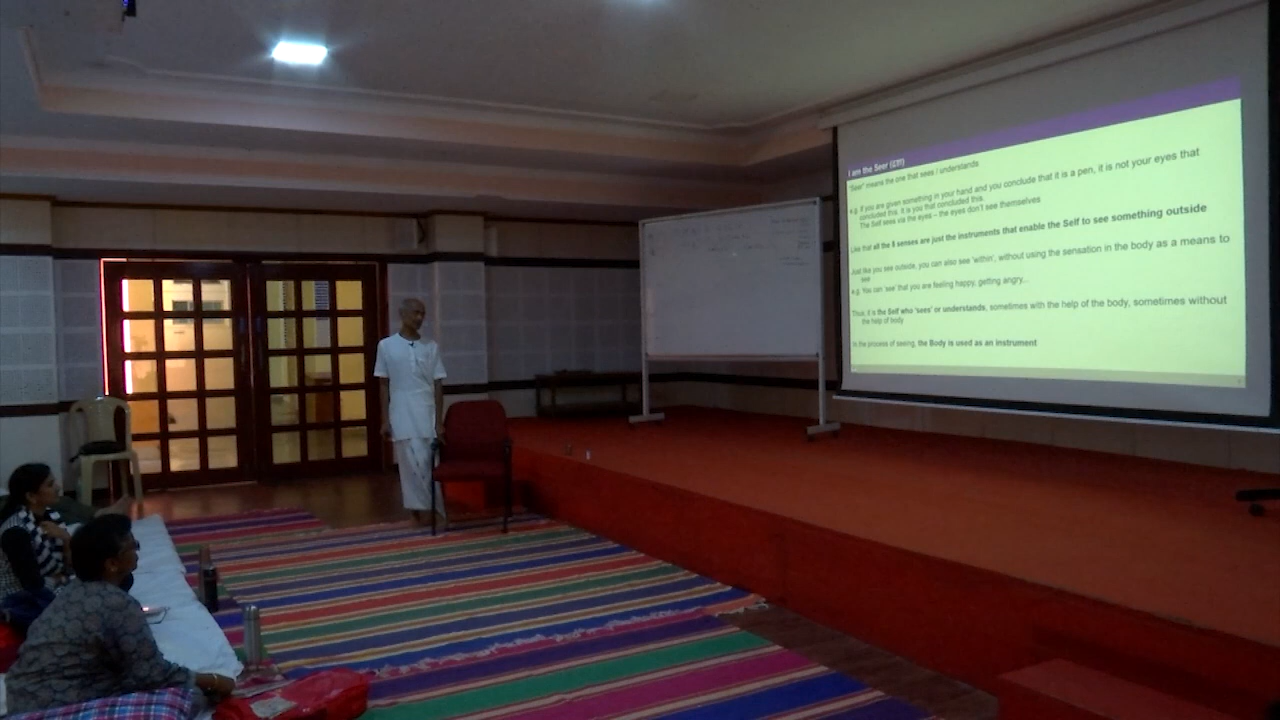 I am the Seer (दृष्टा)
"Seer" means the one that sees / understands
e.g. if you are given something in your hand and you conclude that it is a pen, it is not your eyes that
concluded this. It is you that concluded this.
The Self sees via the eyes – the eyes don't see themselves
Like that all the 5 senses are just the instruments that enable the Self to see something outside
Just like you see outside, you can also see 'within', without using the sensation in the body as a means to
see
e.g. You can 'see' that you are feeling happy, getting angry...
Thus, it is the Self who 'sees' or understands, sometimes with the help of the body, sometimes without
the help of body
In the process of seeing, the Body is used as an instrument